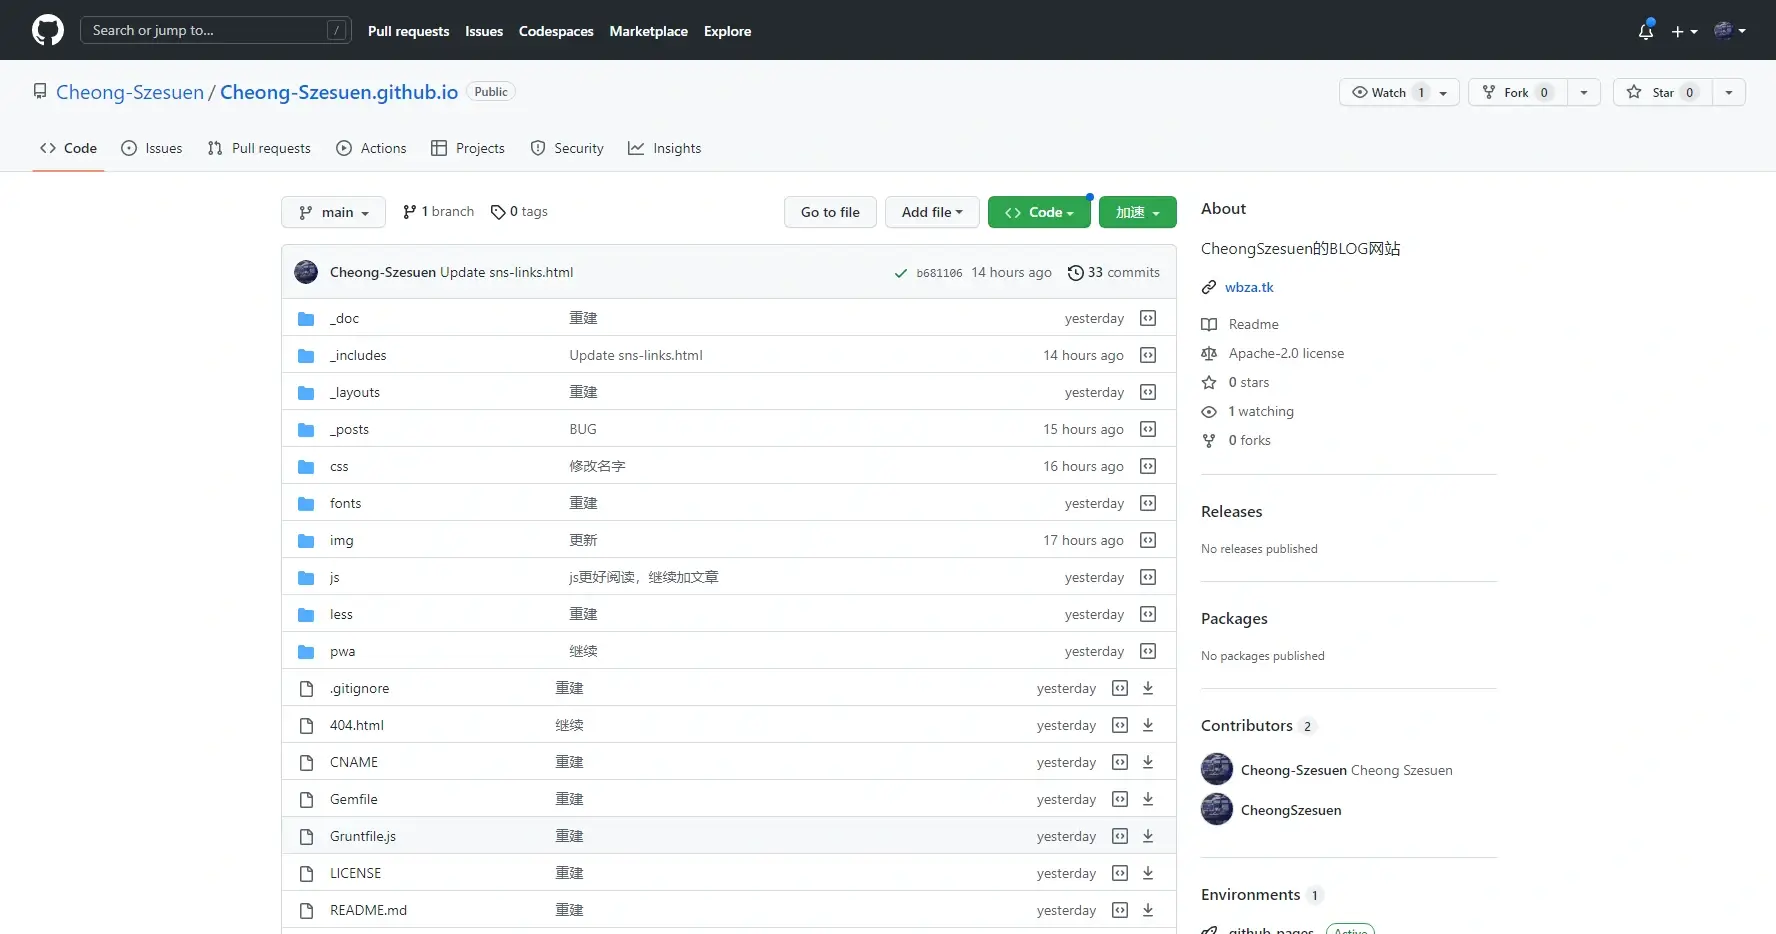 Search or jump to... / Pull requests Issues Codespaces Marketplace Explore
Cheong-Szesuen / Cheong-Szesuen.github.io Public Watch 1 Fork 0 Star 0
Code Issues Pull requests Actions Projects Security Insights
main 1 branch 0 tags Go to file Add file Code 加速
Cheong-Szesuen Update sns-links.html b681106 14 hours ago 33 commits
_doc 重建 yesterday
_includes Update sns-links.html 14 hours ago
_layouts 重建 yesterday
_posts BUG 15 hours ago
css 修改名字 16 hours ago
fonts 重建 yesterday
img 更新 17 hours ago
js js更好阅读，继续加文章 yesterday
less 重建 yesterday
pwa 继续 yesterday
.gitignore 重建 yesterday
404.html 继续 yesterday
CNAME 重建 yesterday
Gemfile 重建 yesterday
Gruntfile.js 重建 yesterday
LICENSE 重建 yesterday
README.md 重建 yesterday
About
CheongSzesuen的BLOG网站
wbza.tk
Readme
Apache-2.0 license
0 stars
1 watching
0 forks
Releases
No releases published
Packages
No packages published
Contributors 2
Cheong-Szesuen Cheong Szesuen
CheongSzesuen
Environments 1
github-pages Active